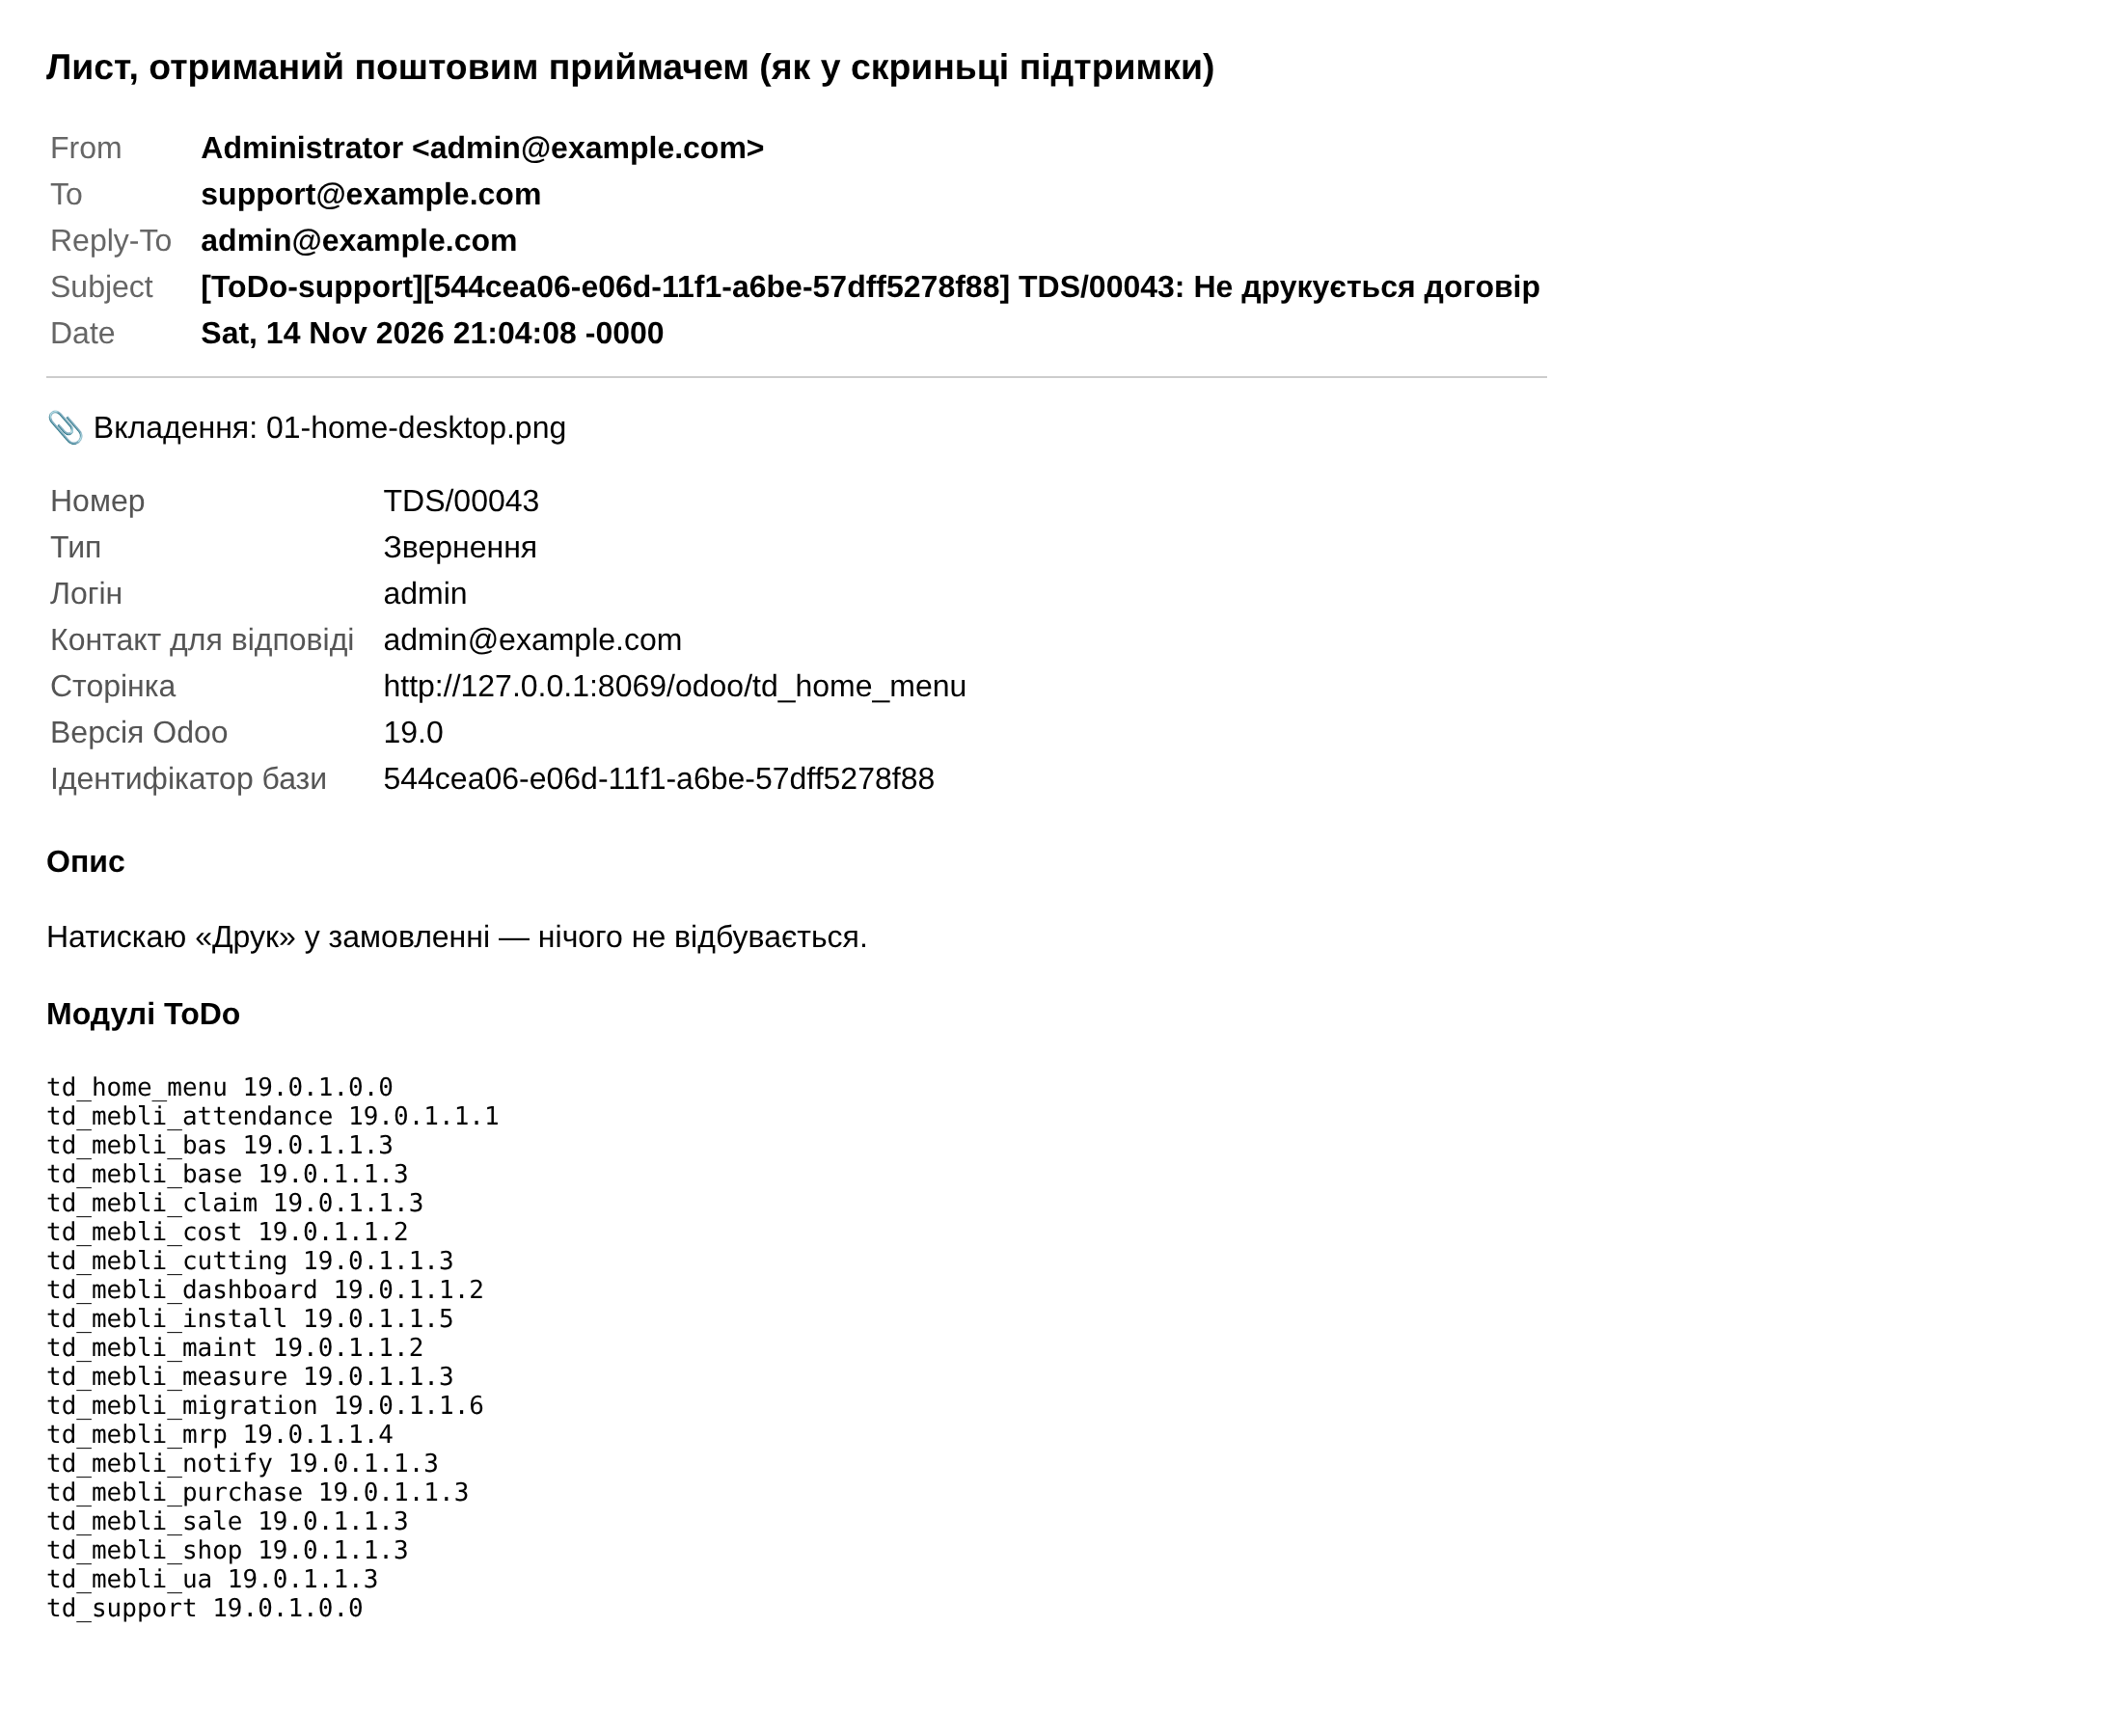 Лист, отриманий поштовим приймачем (як у скриньці підтримки)
From Administrator <admin@example.com>
To support@example.com
Reply-To admin@example.com
Subject [ToDo-support][544cea06-e06d-11f1-a6be-57dff5278f88] TDS/00043: Не друкується договір
Date Sat, 14 Nov 2026 21:04:08 -0000
📎 Вкладення: 01-home-desktop.png
Номер TDS/00043
Тип Звернення
Логін admin
Контакт для відповіді admin@example.com
Сторінка http://127.0.0.1:8069/odoo/td_home_menu
Версія Odoo 19.0
Ідентифікатор бази 544cea06-e06d-11f1-a6be-57dff5278f88
Опис
Натискаю «Друк» у замовленні — нічого не відбувається.
Модулі ToDo
td_home_menu 19.0.1.0.0
td_mebli_attendance 19.0.1.1.1
td_mebli_bas 19.0.1.1.3
td_mebli_base 19.0.1.1.3
td_mebli_claim 19.0.1.1.3
td_mebli_cost 19.0.1.1.2
td_mebli_cutting 19.0.1.1.3
td_mebli_dashboard 19.0.1.1.2
td_mebli_install 19.0.1.1.5
td_mebli_maint 19.0.1.1.2
td_mebli_measure 19.0.1.1.3
td_mebli_migration 19.0.1.1.6
td_mebli_mrp 19.0.1.1.4
td_mebli_notify 19.0.1.1.3
td_mebli_purchase 19.0.1.1.3
td_mebli_sale 19.0.1.1.3
td_mebli_shop 19.0.1.1.3
td_mebli_ua 19.0.1.1.3
td_support 19.0.1.0.0